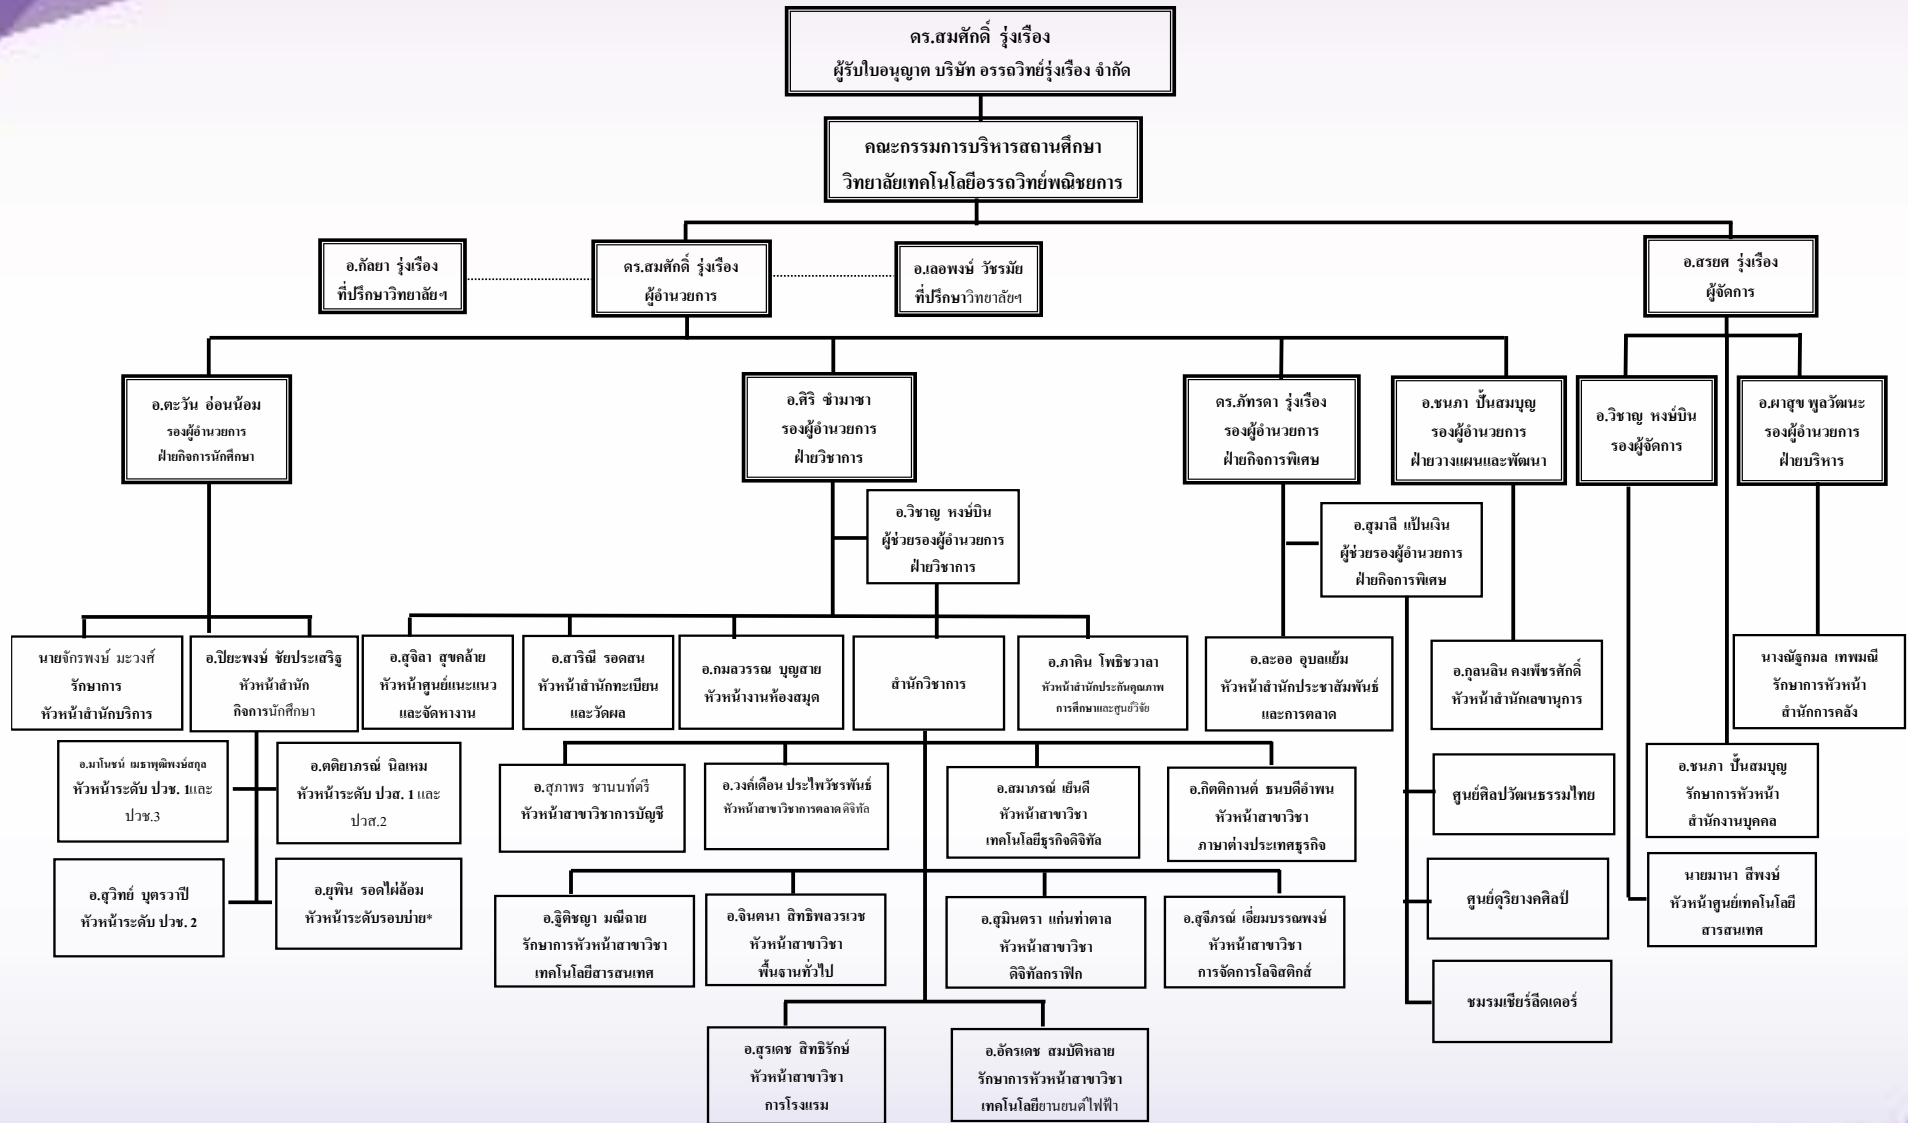 ดร.สมศักดิ์ รุ่งเรือง
ผู้รับใบอนุญาต บริษัท อรรถวิทย์รุ่งเรือง จำกัด
คณะกรรมการบริหารสถานศึกษา
วิทยาลัยเทคโนโลยีอรรถวิทย์พณิชยการ
อ.กัลยา รุ่งเรือง
ที่ปรึกษาวิทยาลัยฯ
ดร.สมศักดิ์ รุ่งเรือง
ผู้อำนวยการ
อ.เลอพงษ์ วัชรมัย
ที่ปรึกษาวิทยาลัยฯ
อ.สรยศ รุ่งเรือง
ผู้จัดการ
อ.ตะวัน อ่อนน้อม
รองผู้อำนวยการ
ฝ่ายกิจการนักศึกษา
อ.ศิริ ซำมาซา
รองผู้อำนวยการ
ฝ่ายวิชาการ
ดร.ภัทรดา รุ่งเรือง
รองผู้อำนวยการ
ฝ่ายกิจการพิเศษ
อ.ชนภา ปั้นสมบุญ
รองผู้อำนวยการ
ฝ่ายวางแผนและพัฒนา
อ.วิชาญ หงษ์บิน
รองผู้จัดการ
อ.ผาสุข พูลวัฒนะ
รองผู้อำนวยการ
ฝ่ายบริหาร
อ.วิชาญ หงษ์บิน
ผู้ช่วยรองผู้อำนวยการ
ฝ่ายวิชาการ
อ.สุมาลี แป้นเงิน
ผู้ช่วยรองผู้อำนวยการ
ฝ่ายกิจการพิเศษ
นายจักรพงษ์ มะวงศ์
รักษาการ
หัวหน้าสำนักบริการ
อ.ปิยะพงษ์ ชัยประเสริฐ
หัวหน้าสำนัก
กิจการนักศึกษา
อ.สุจิลา สุขคล้าย
หัวหน้าศูนย์แนะแนว
และจัดหางาน
อ.สาริณี รอดสน
หัวหน้าสำนักทะเบียน
และวัดผล
อ.กมลวรรณ บุญสาย
หัวหน้างานห้องสมุด
สำนักวิชาการ
อ.ภาคิน โพธิชวาลา
หัวหน้าสำนักประกันคุณภาพ
การศึกษาและศูนย์วิจัย
อ.ละออ อุบลแย้ม
หัวหน้าสำนักประชาสัมพันธ์
และการตลาด
อ.กุลนลิน คงเพ็ชรศักดิ์
หัวหน้าสำนักเลขานุการ
นางณัฐกมล เทพมณี
รักษาการหัวหน้า
สำนักการคลัง
อ.มาโนชน์ เมธาพุฒิพงษ์สกุล
หัวหน้าระดับ ปวช. 1และ
ปวช.3
อ.ตติยาภรณ์ นิลเหม
หัวหน้าระดับ ปวส. 1 และ
ปวส.2
อ.สุภาพร ชานนท์ตรี
หัวหน้าสาขาวิชาการบัญชี
อ.วงค์เดือน ประไพวัชรพันธ์
หัวหน้าสาขาวิชาการตลาดดิจิทัล
อ.สมาภรณ์ เย็นดี
หัวหน้าสาขาวิชา
เทคโนโลยีธุรกิจดิจิทัล
อ.กิตติกานต์ ธนบดีอำพน
หัวหน้าสาขาวิชา
ภาษาต่างประเทศธุรกิจ
ศูนย์ศิลปวัฒนธรรมไทย
อ.ชนภา ปั้นสมบุญ
รักษาการหัวหน้า
สำนักงานบุคคล
อ.สุวิทย์ บุตรวาปี
หัวหน้าระดับ ปวช. 2
อ.ยุพิน รอดไผ่ล้อม
หัวหน้าระดับรอบบ่าย*
อ.ฐิติชญา มณีฉาย
รักษาการหัวหน้าสาขาวิชา
เทคโนโลยีสารสนเทศ
อ.จินตนา สิทธิพลวรเวช
หัวหน้าสาขาวิชา
พื้นฐานทั่วไป
อ.สุมินตรา แก่นท่าตาล
หัวหน้าสาขาวิชา
ดิจิทัลกราฟิก
อ.สุจีภรณ์ เอี่ยมบรรณพงษ์
หัวหน้าสาขาวิชา
การจัดการโลจิสติกส์
ศูนย์ดุริยางคศิลป์
นายมานา สีพงษ์
หัวหน้าศูนย์เทคโนโลยี
สารสนเทศ
ชมรมเชียร์ลีดเดอร์
อ.สุรเดช สิทธิรักษ์
หัวหน้าสาขาวิชา
การโรงแรม
อ.อัครเดช สมบัติหลาย
รักษาการหัวหน้าสาขาวิชา
เทคโนโลยียานยนต์ไฟฟ้า